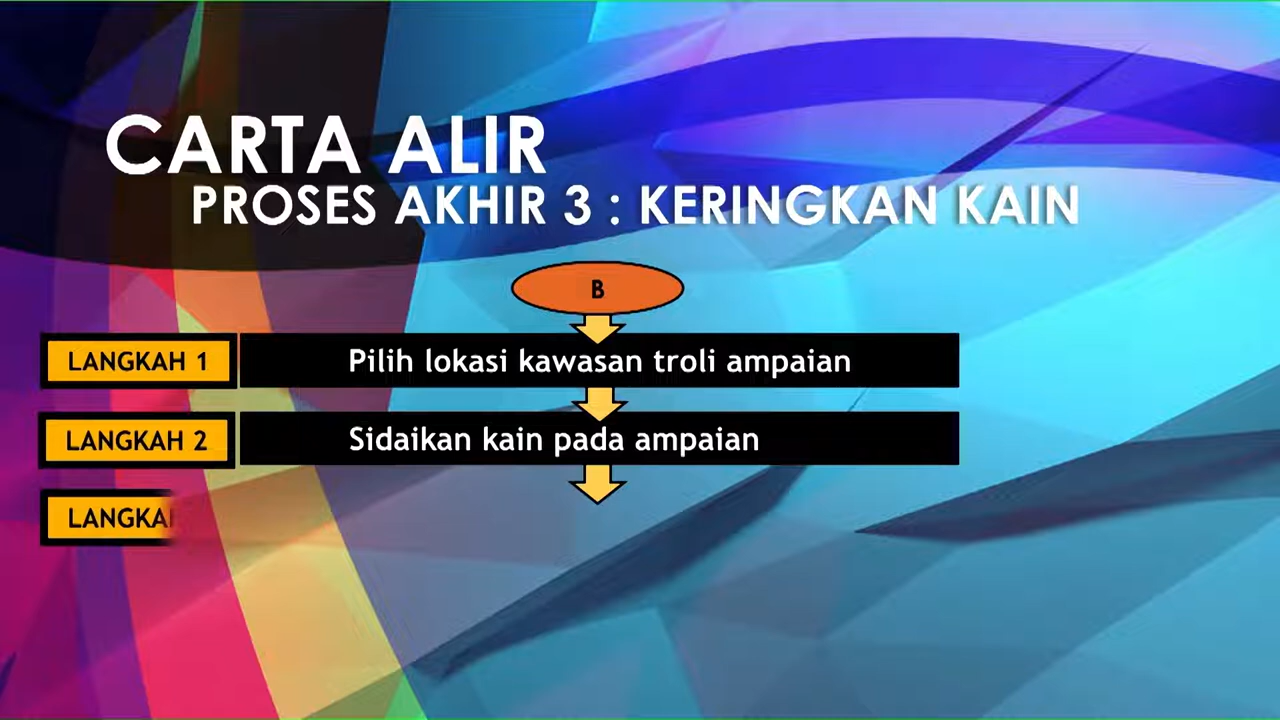 CARTA ALIR
PROSES AKHIR 3 : KERINGKAN KAIN
B
LANGKAH 1 Pilih lokasi kawasan troli ampaian
LANGKAH 2 Sidaikan kain pada ampaian